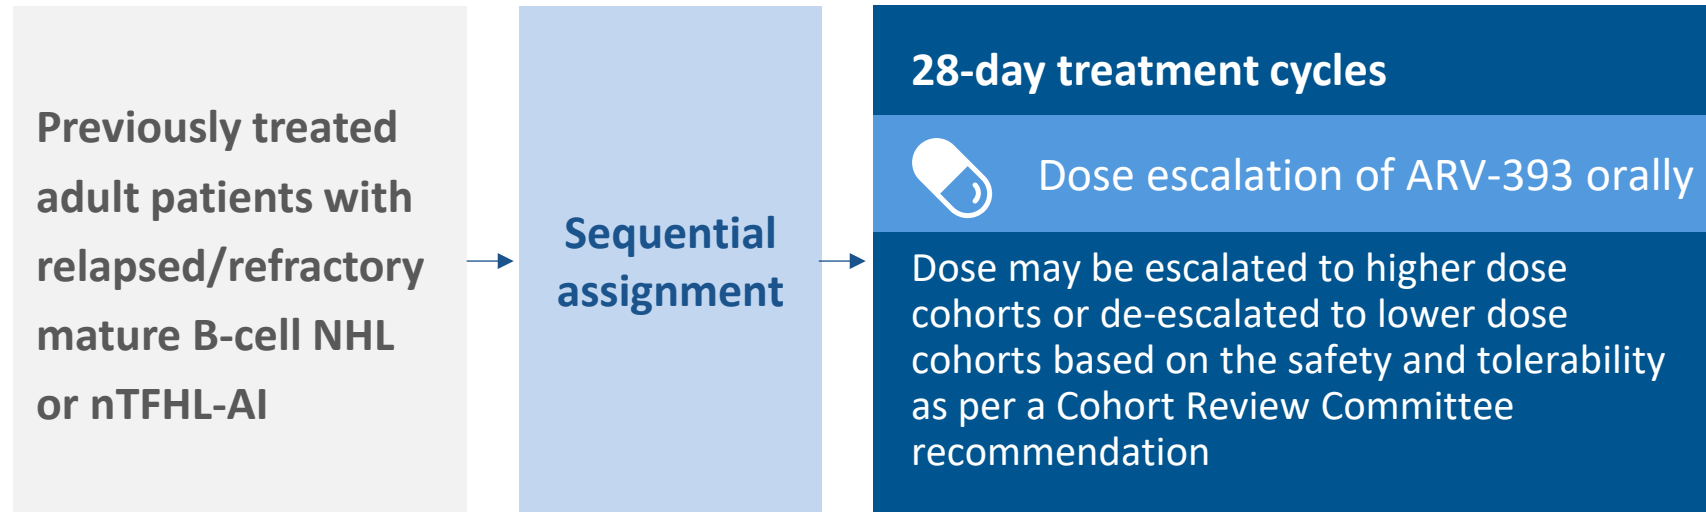 Previously treated
adult patients with
relapsed/refractory
mature B-cell NHL
or nTFHL-AI
Sequential
assignment
28-day treatment cycles
Dose escalation of ARV-393 orally
Dose may be escalated to higher dose
cohorts or de-escalated to lower dose
cohorts based on the safety and tolerability
as per a Cohort Review Committee
recommendation